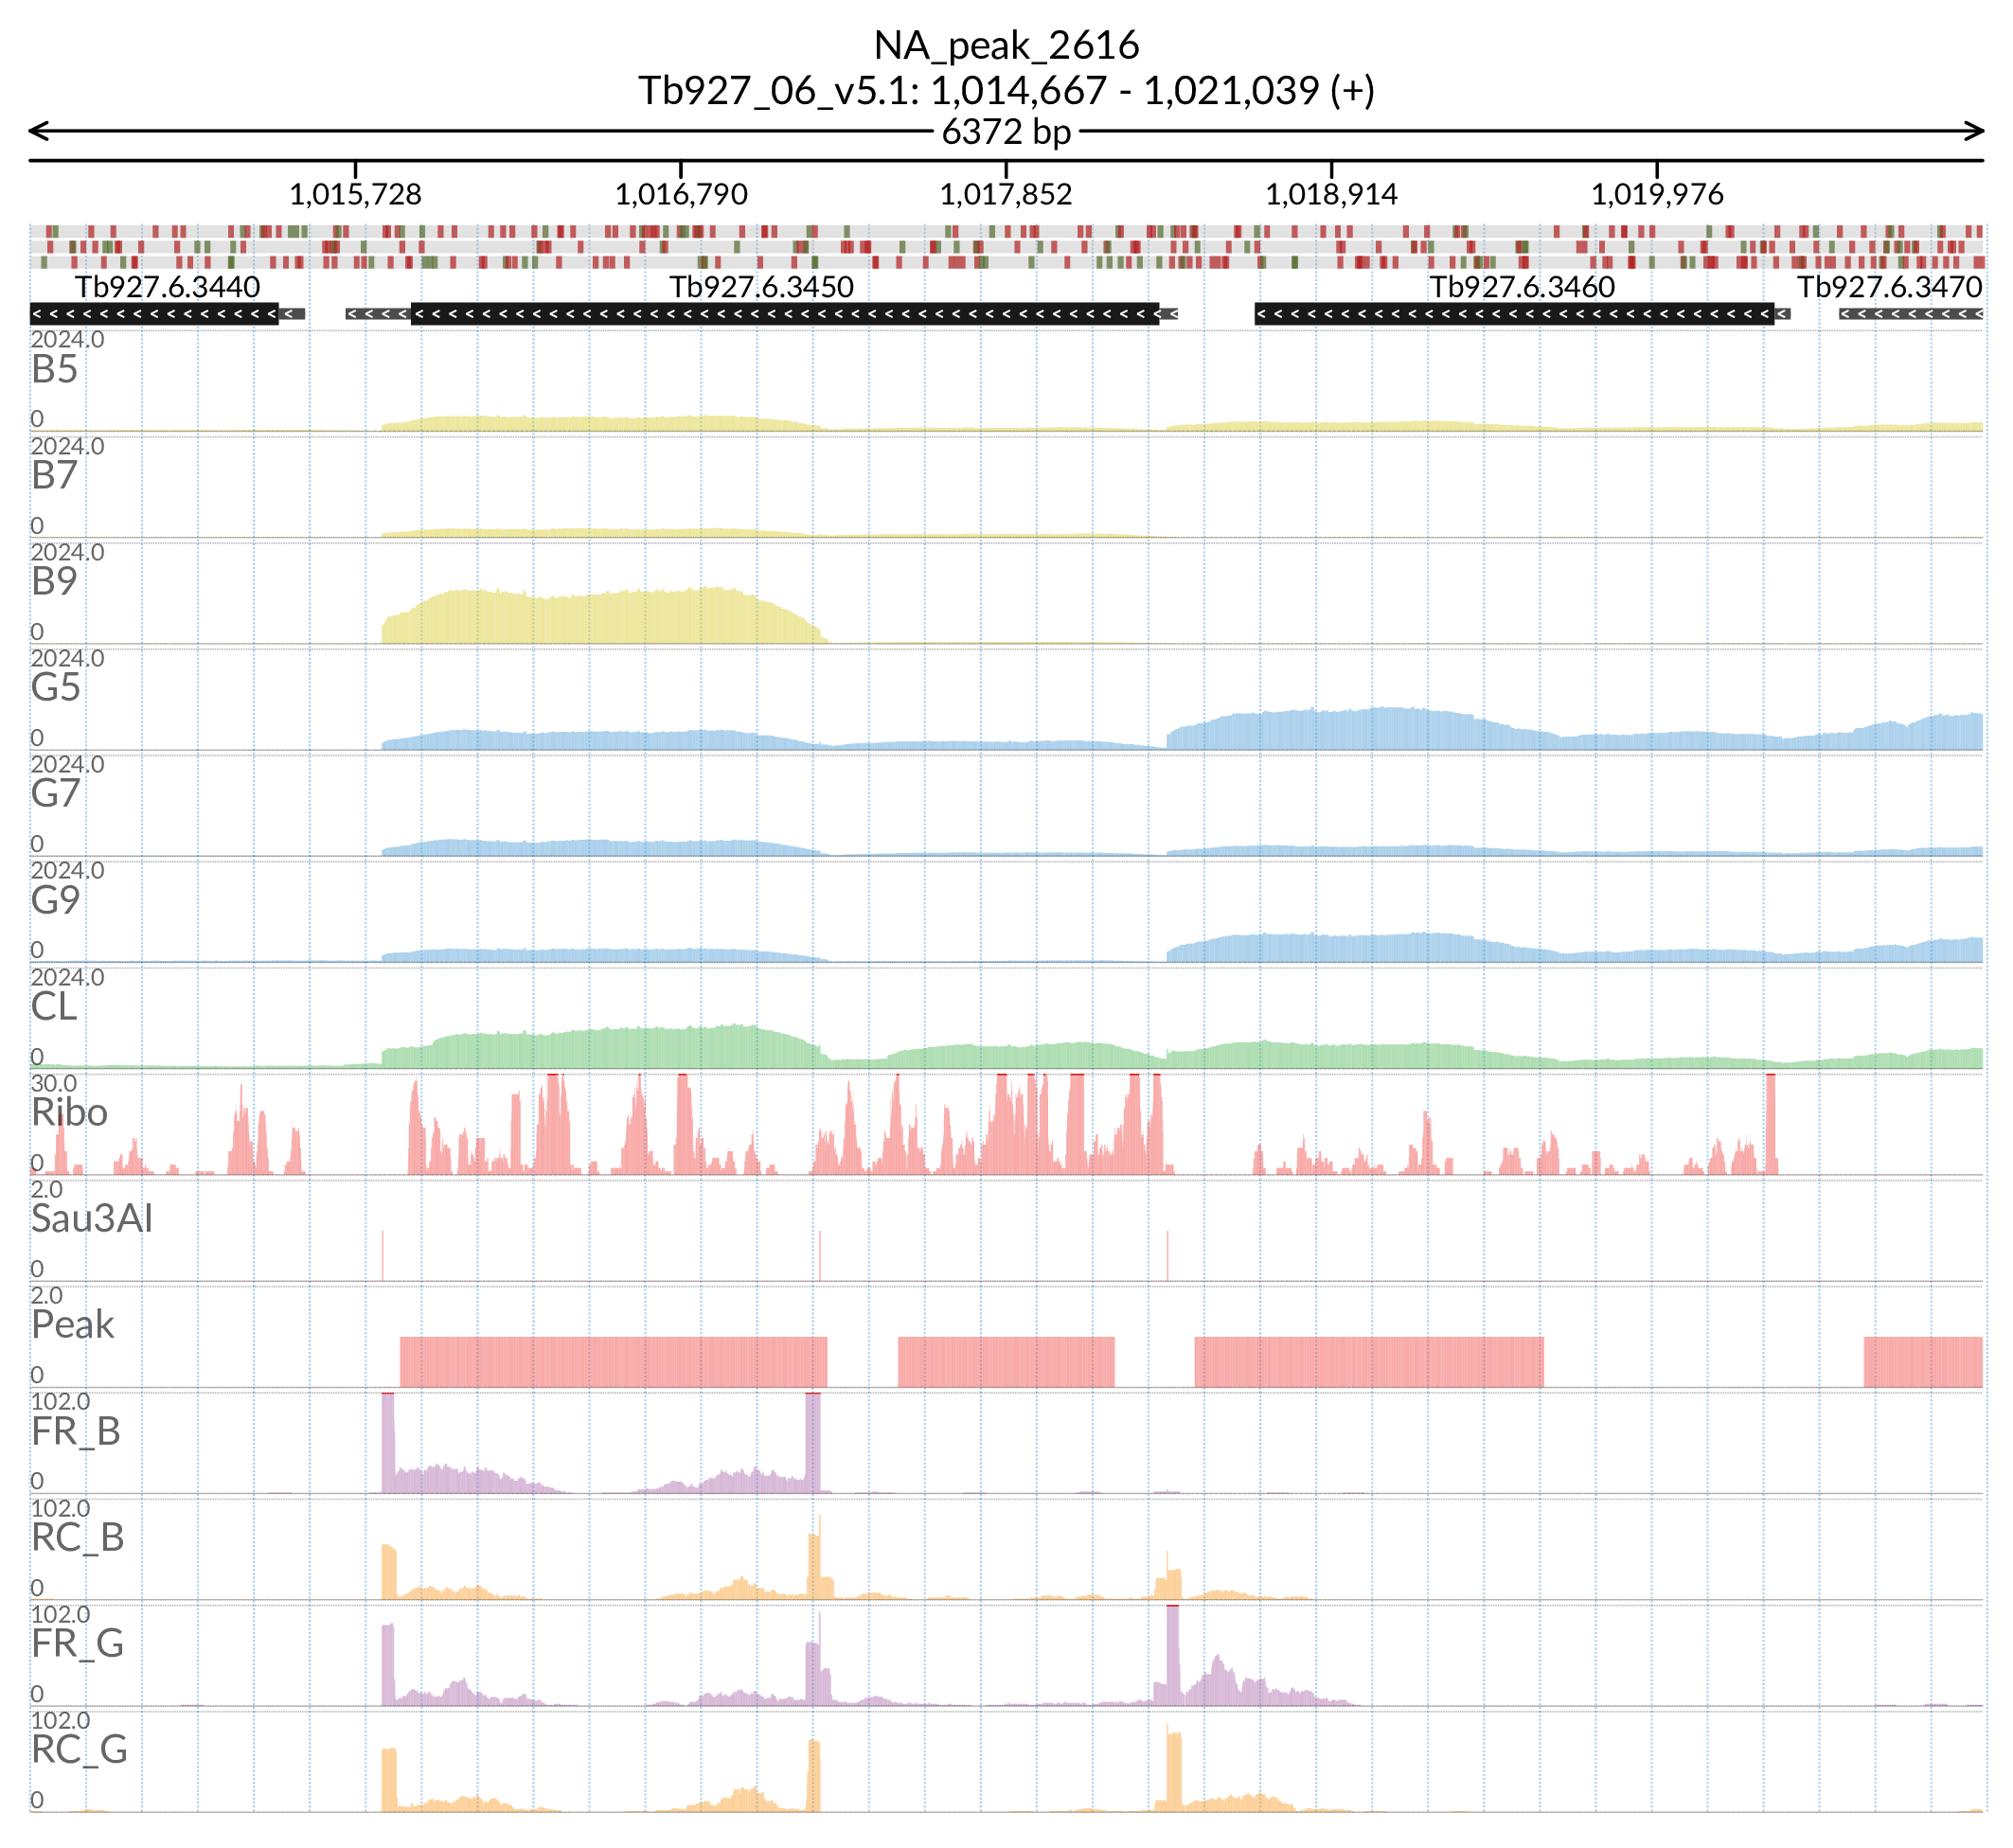 NA_peak_2616
Tb927_06_v5.1: 1,014,667 - 1,021,039 (+)
6372 bp
1,015,728 1,016,790 1,017,852 1,018,914 1,019,976
Tb927.6.3440 Tb927.6.3450 Tb927.6.3460 Tb927.6.3470
2024.0
B5
0
2024.0
B7
0
2024.0
B9
0
2024.0
G5
0
2024.0
G7
0
2024.0
G9
0
2024.0
CL
0
30.0
Ribo
0
2.0
Sau3AI
0
2.0
Peak
0
102.0
FR_B
0
102.0
RC_B
0
102.0
FR_G
0
102.0
RC_G
0